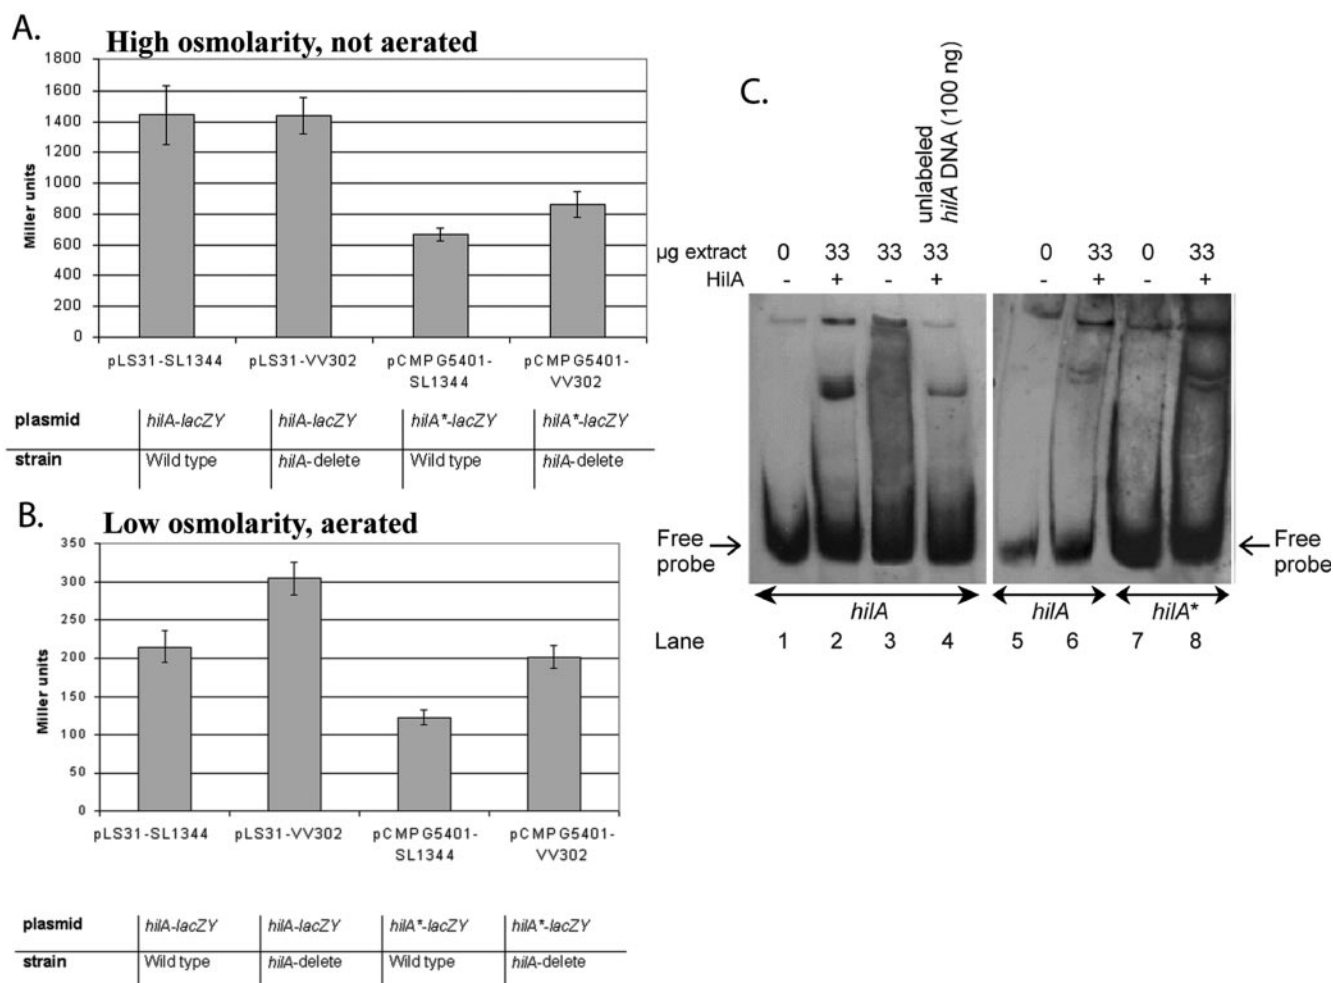 A.
High osmolarity, not aerated
1800
1600
1400
1200
1000
800
600
400
200
0
Miller units
pLS31-SL1344 pLS31-VV302 pCMPG5401-SL1344 pCMPG5401-VV302
plasmid hilA-lacZY hilA-lacZY hilA*-lacZY hilA*-lacZY
strain Wild type hilA-delete Wild type hilA-delete
B.
Low osmolarity, aerated
350
300
250
200
150
100
50
0
Miller units
pLS31-SL1344 pLS31-VV302 pCMPG5401-SL1344 pCMPG5401-VV302
plasmid hilA-lacZY hilA-lacZY hilA*-lacZY hilA*-lacZY
strain Wild type hilA-delete Wild type hilA-delete
C.
unlabeled
hilA DNA (100 ng)
µg extract 0 33 33 33 0 33 0 33
HilA - + - + - + - +
Free
probe
Free
probe
hilA hilA hilA*
Lane 1 2 3 4 5 6 7 8